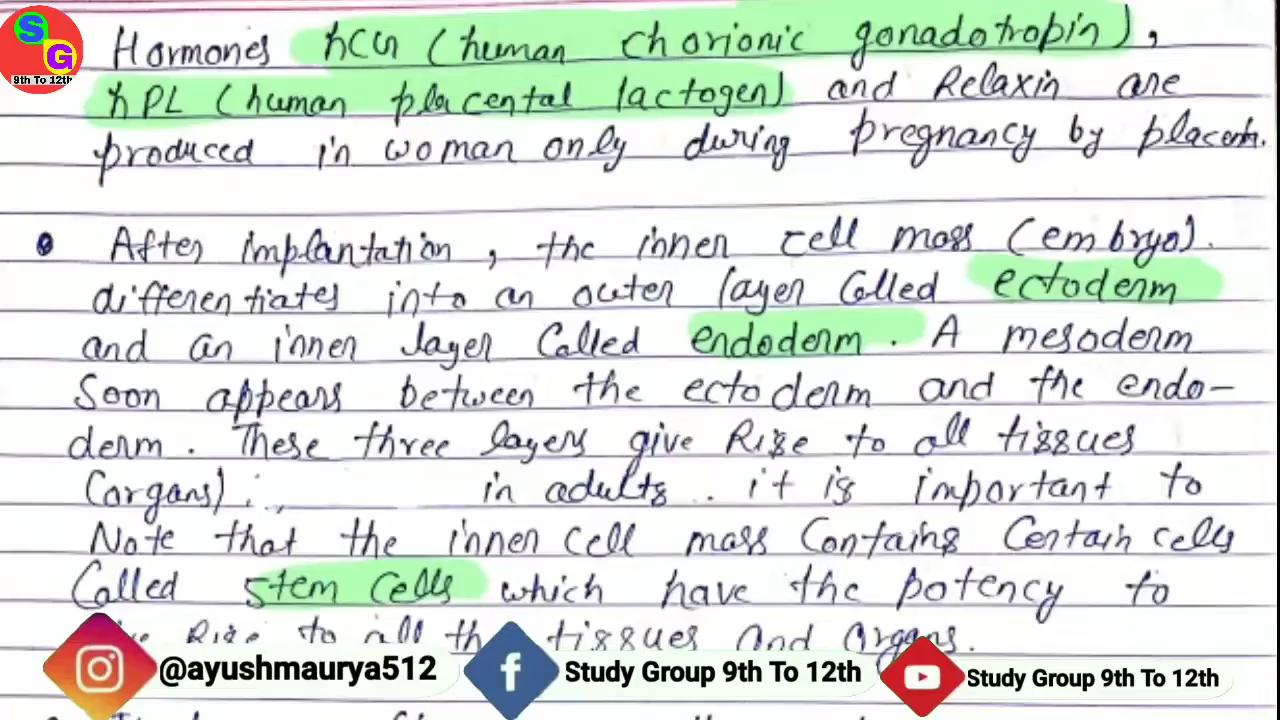 SG
9th To 12th
Hormones hCG (human chorionic gonadotropin),
hPL (human placental lactogen) and Relaxin are
produced in woman only during pregnancy by placenta.
After implantation, the inner cell mass (embryo).
differentiates into an outer layer called ectoderm
and an inner layer called endoderm. A mesoderm
Soon appears between the ectoderm and the endo-
derm. These three layers give Rise to all tissues
(organs) in adults. it is important to
Note that the inner cell mass Contains Certain cells
Called stem cells which have the potency to
Rise to all the tissues and organs.
@ayushmaurya512 Study Group 9th To 12th Study Group 9th To 12th